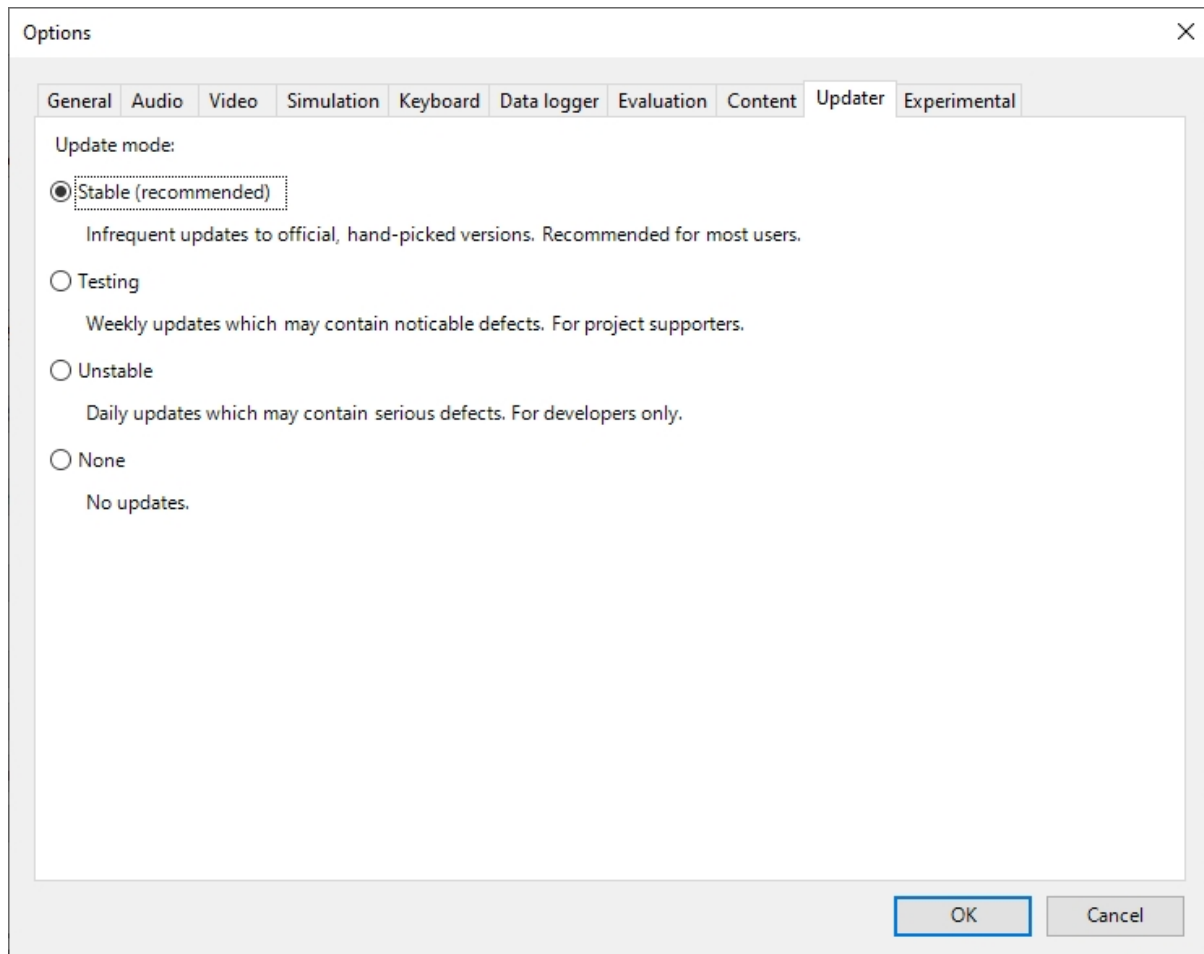 Options
General Audio Video Simulation Keyboard Data logger Evaluation Content Updater Experimental
Update mode:
Stable (recommended)
Infrequent updates to official, hand-picked versions. Recommended for most users.
Testing
Weekly updates which may contain noticable defects. For project supporters.
Unstable
Daily updates which may contain serious defects. For developers only.
None
No updates.
OK Cancel